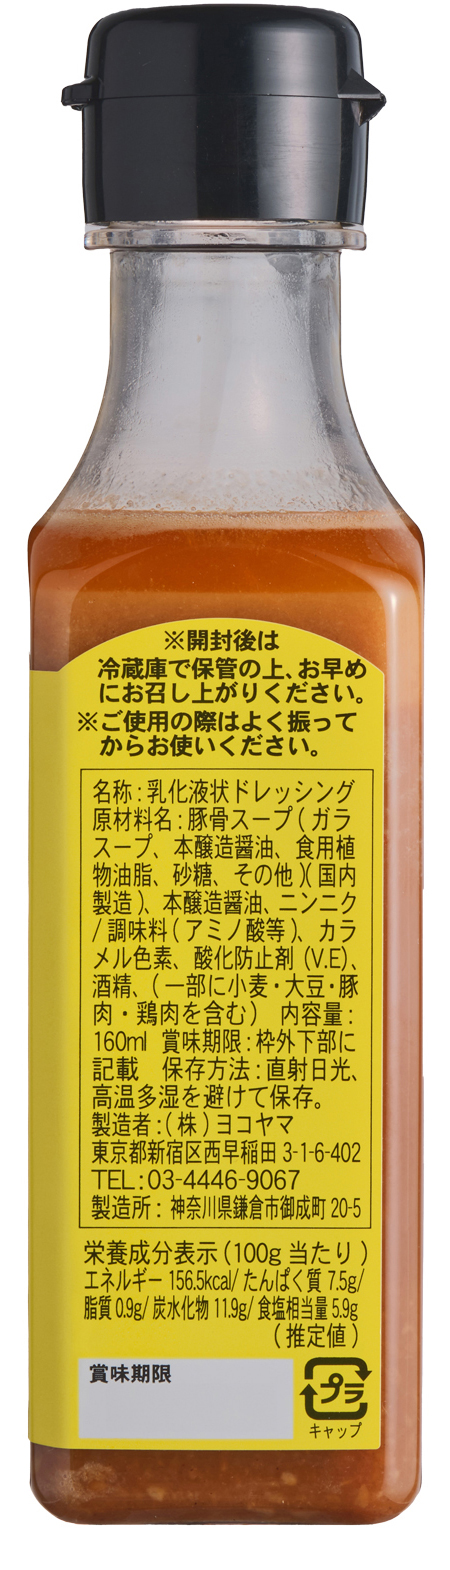 ※開封後は
冷蔵庫で保管の上、お早め
にお召し上がりください。
※ご使用の際はよく振って
からお使いください。
名称:乳化液状ドレッシング
原材料名:豚骨スープ(ガラ
スープ、本醸造醤油、食用植
物油脂、砂糖、その他)(国内
製造)、本醸造醤油、ニンニク
/調味料(アミノ酸等)、カラ
メル色素、酸化防止剤(V.E)、
酒精、(一部に小麦・大豆・豚
肉・鶏肉を含む) 内容量:
160ml 賞味期限:枠外下部に
記載 保存方法:直射日光、
高温多湿を避けて保存。
製造者:(株)ヨコヤマ
東京都新宿区西早稲田 3-1-6-402
TEL:03-4446-9067
製造所:神奈川県鎌倉市御成町 20-5
栄養成分表示(100g 当たり)
エネルギー 156.5kcal/たんぱく質 7.5g/
脂質 0.9g/炭水化物 11.9g/食塩相当量 5.9g
(推定値)
賞味期限
プラ
キャップ